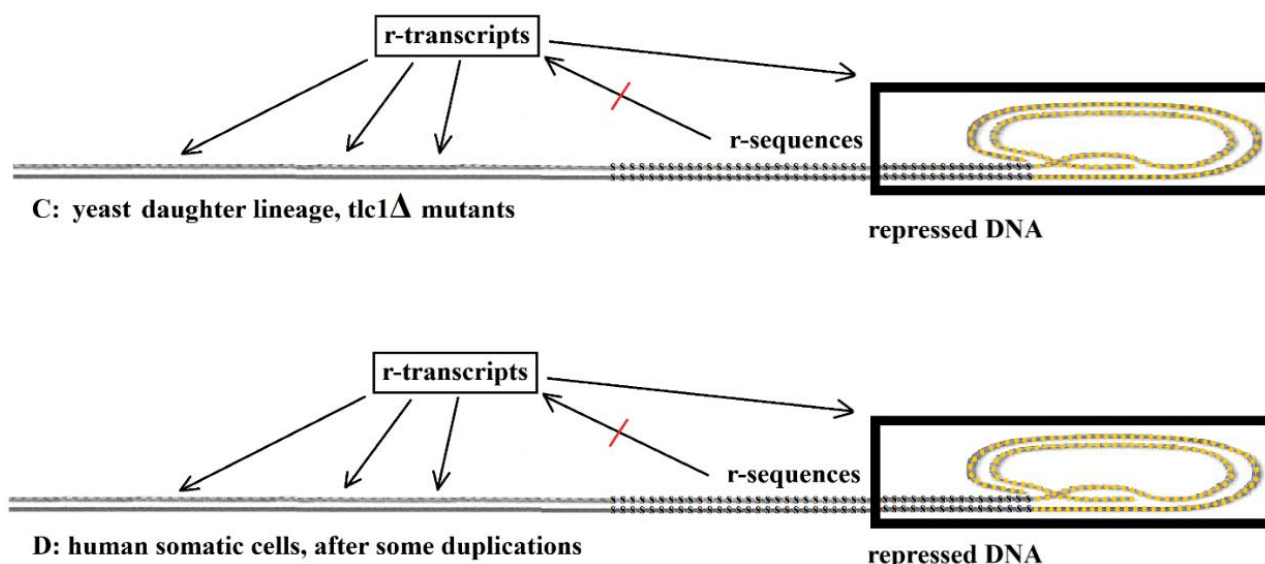 r-transcripts
r-sequences
C: yeast daughter lineage, tlc1Δ mutants
repressed DNA
r-transcripts
r-sequences
D: human somatic cells, after some duplications
repressed DNA